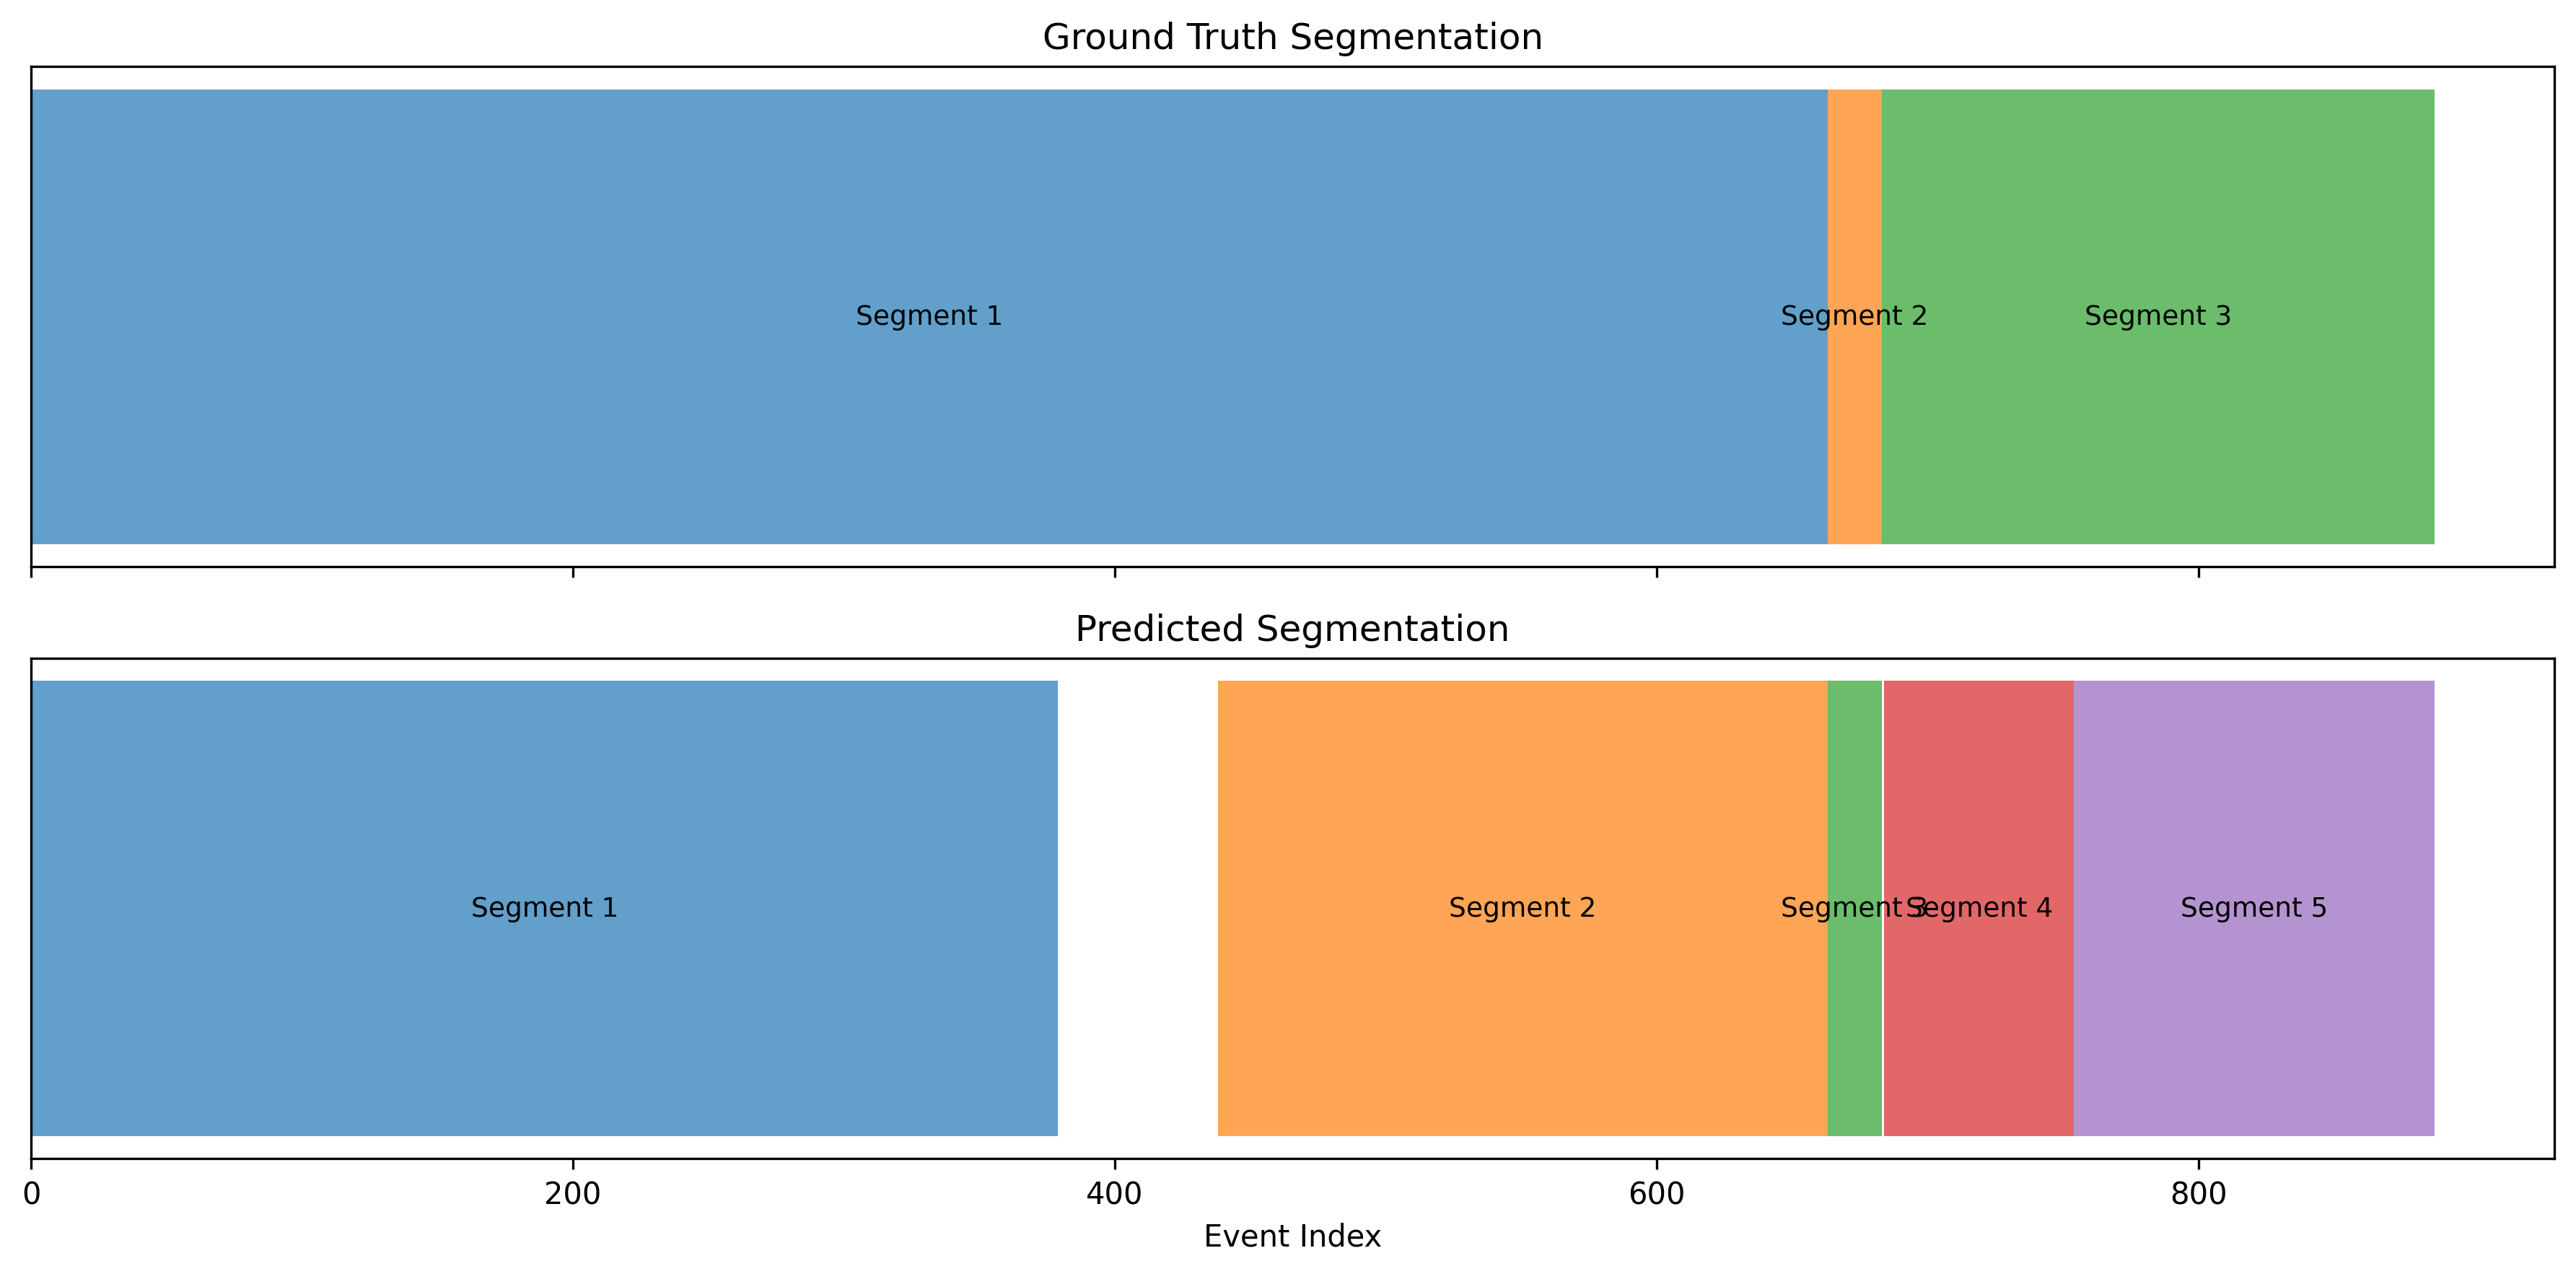 Ground Truth Segmentation
Segment 1
Segment 2
Segment 3
Predicted Segmentation
Segment 1
Segment 2
Segment 3
Segment 4
Segment 5
0
200
400
600
800
Event Index